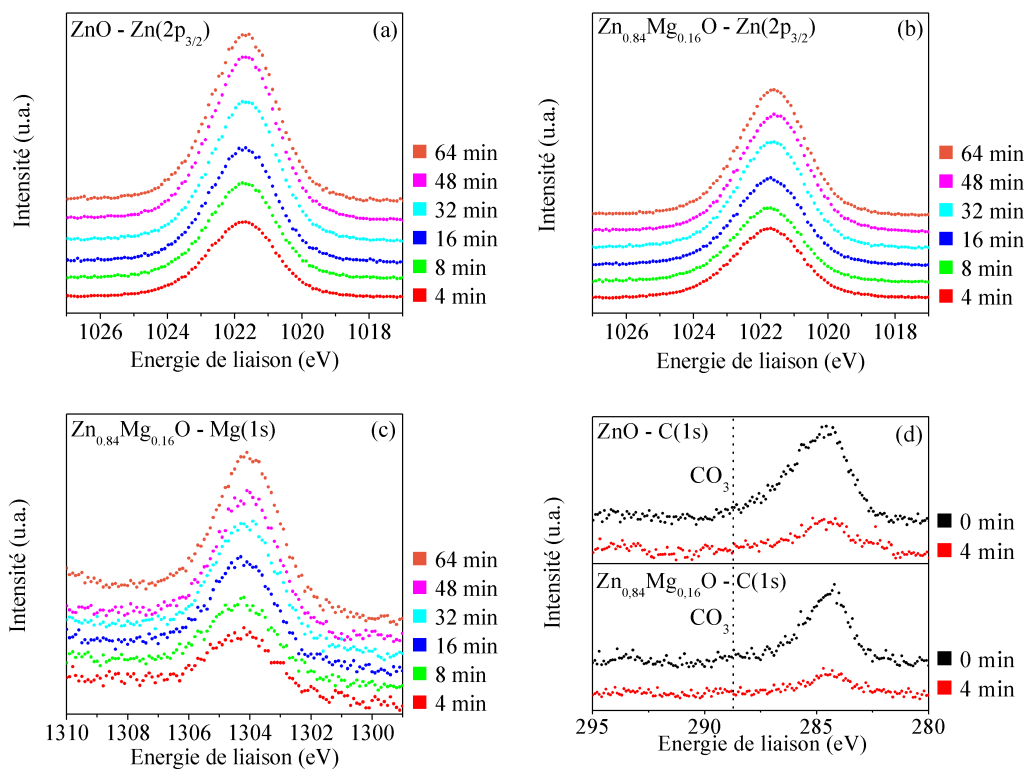 ZnO - Zn(2p3/2)
(a)
Intensité (u.a.)
64 min
48 min
32 min
16 min
8 min
4 min
1026 1024 1022 1020 1018
Energie de liaison (eV)
Zn0.84Mg0.16O - Zn(2p3/2)
(b)
Intensité (u.a.)
64 min
48 min
32 min
16 min
8 min
4 min
1026 1024 1022 1020 1018
Energie de liaison (eV)
Zn0.84Mg0.16O - Mg(1s)
(c)
Intensité (u.a.)
64 min
48 min
32 min
16 min
8 min
4 min
1310 1308 1306 1304 1302 1300
Energie de liaison (eV)
ZnO - C(1s)
(d)
CO3
0 min
4 min
Intensité (u.a.)
Zn0.84Mg0.16O - C(1s)
CO3
0 min
4 min
295 290 285 280
Energie de liaison (eV)